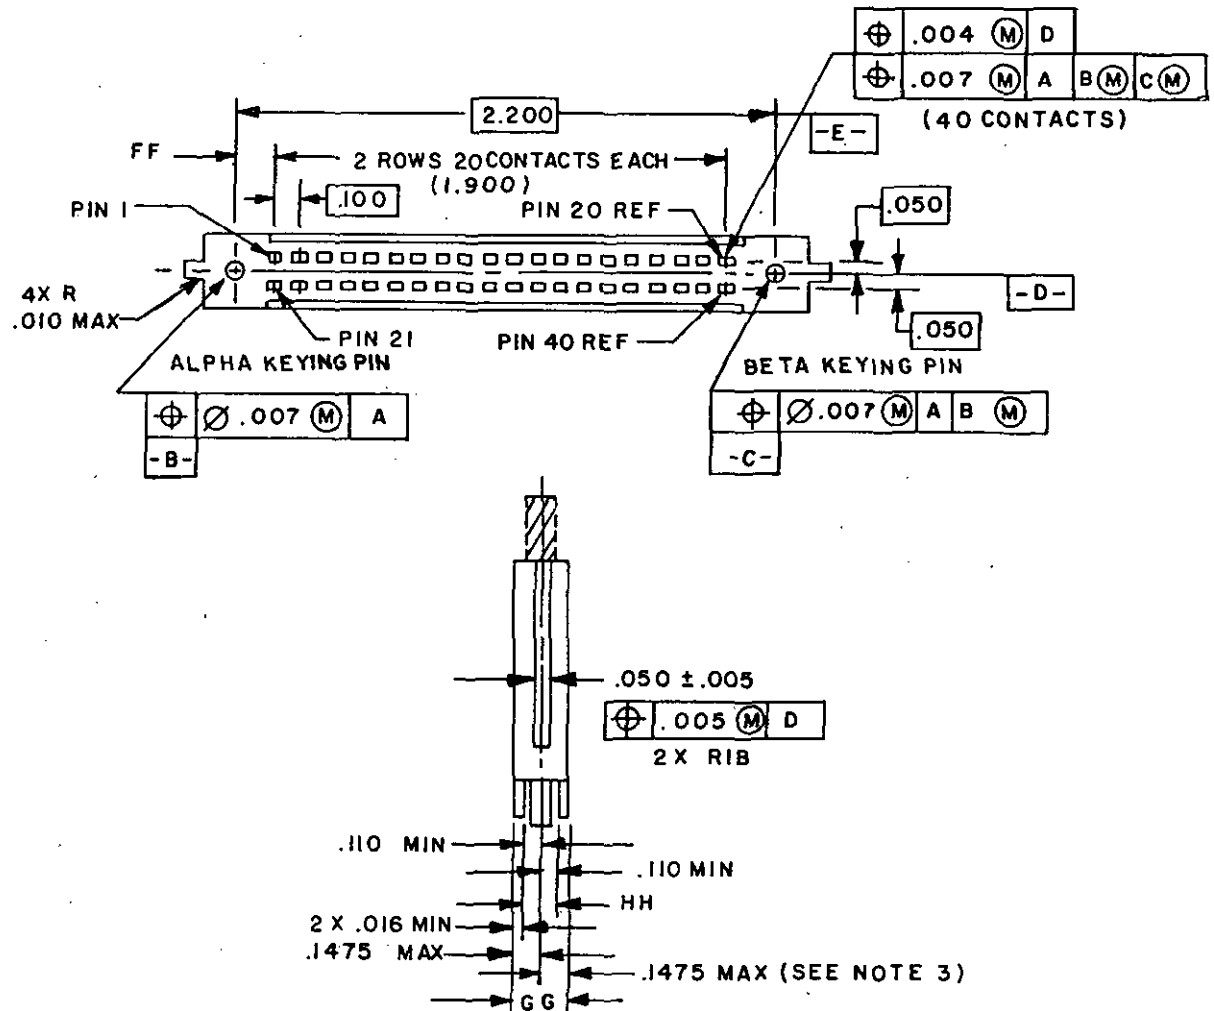 ⌖ .004 Ⓜ D
⌖ .007 Ⓜ A BⓂ CⓂ
(40 CONTACTS)
2.200
-E-
FF
2 ROWS 20 CONTACTS EACH
(1.900)
.100
PIN 1
PIN 20 REF
.050
4X R
.010 MAX
-D-
.050
PIN 21
PIN 40 REF
ALPHA KEYING PIN
BETA KEYING PIN
⌖ ∅ .007 Ⓜ A
-B-
⌖ ∅ .007 Ⓜ A B Ⓜ
-C-
.050 ±.005
⌖ .005 Ⓜ D
2 X RIB
.110 MIN
.110 MIN
HH
2 X .016 MIN
.1475 MAX
.1475 MAX (SEE NOTE 3)
GG